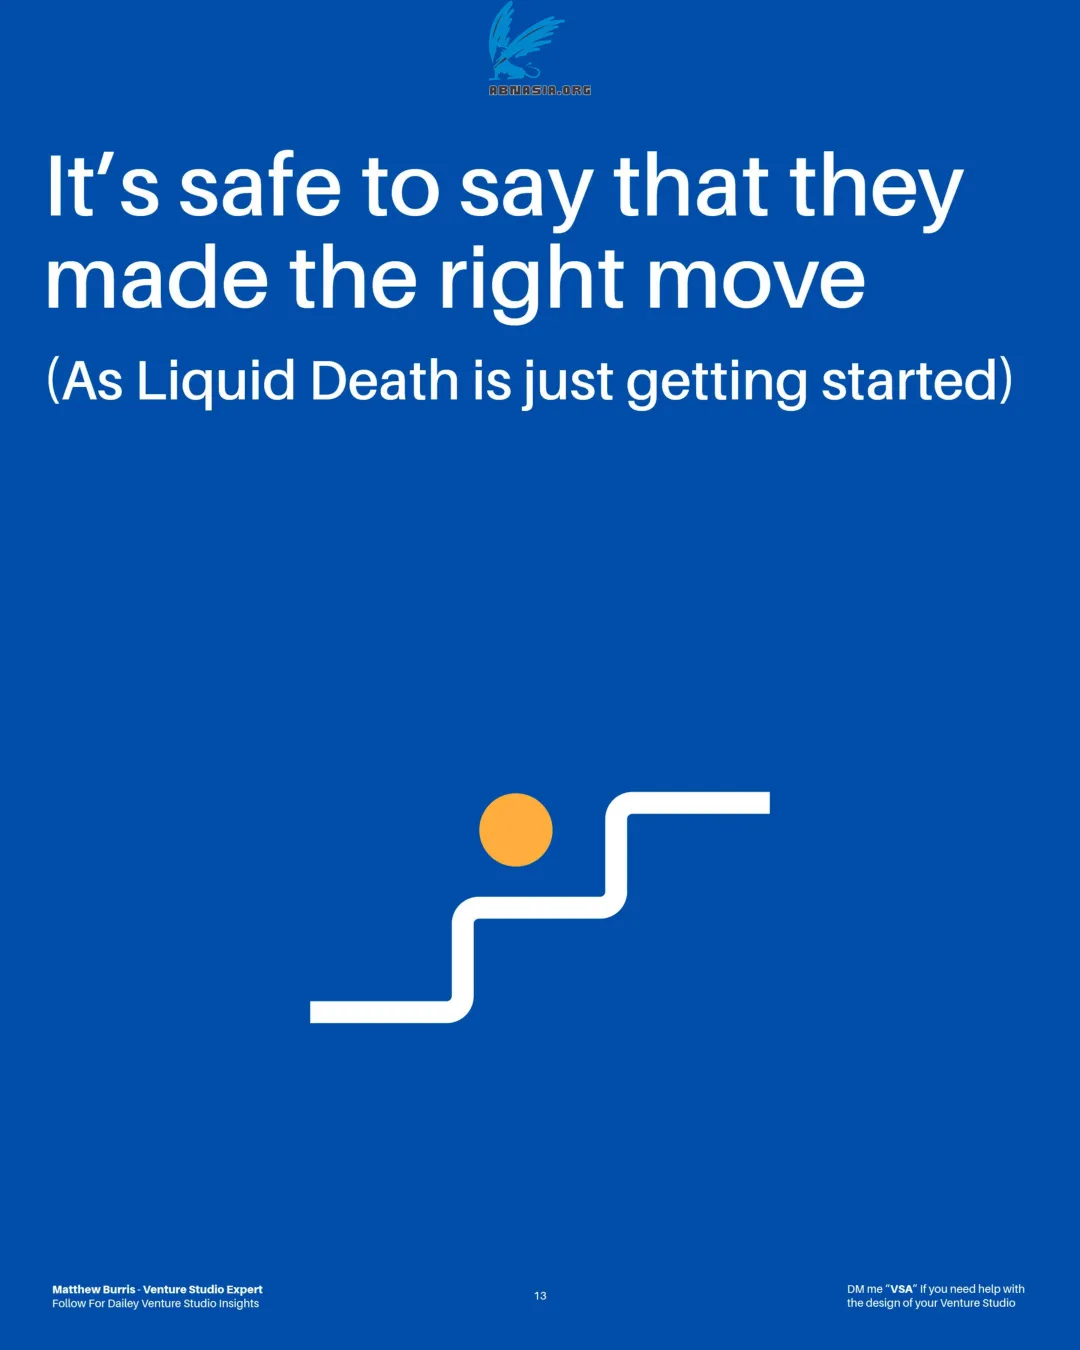 ABNASIA.ORG
It’s safe to say that they
made the right move
(As Liquid Death is just getting started)
Matthew Burris - Venture Studio Expert
Follow For Dailey Venture Studio Insights
13
DM me “VSA” If you need help with
the design of your Venture Studio